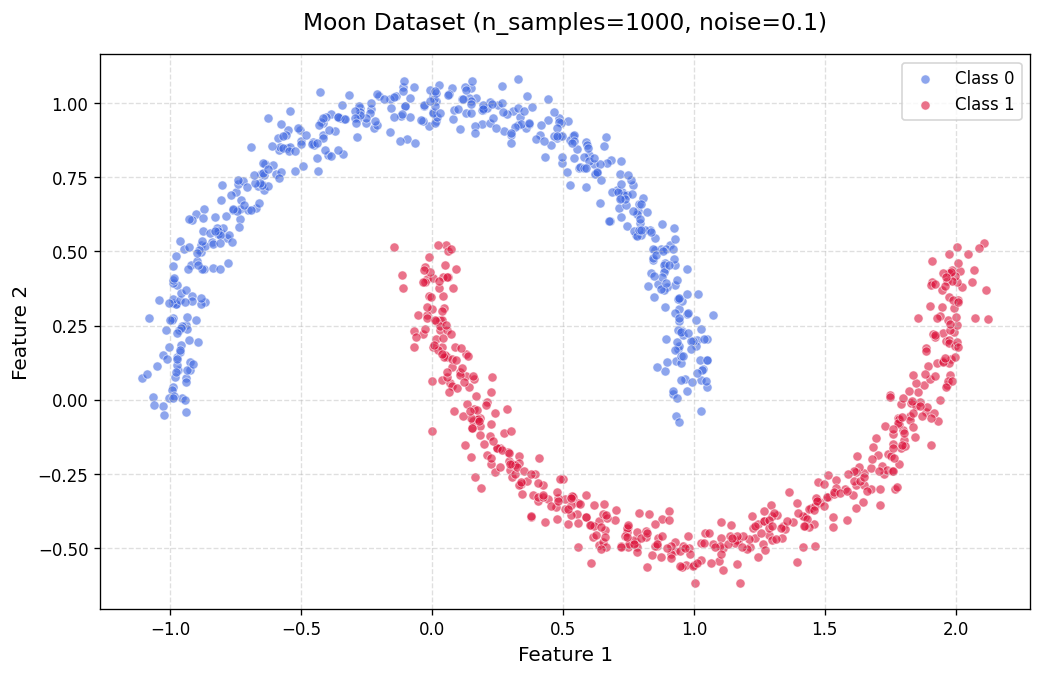 Moon Dataset (n_samples=1000, noise=0.1)
Class 0
Class 1
1.00
0.75
0.50
0.25
0.00
−0.25
−0.50
Feature 2
−1.0
−0.5
0.0
0.5
1.0
1.5
2.0
Feature 1